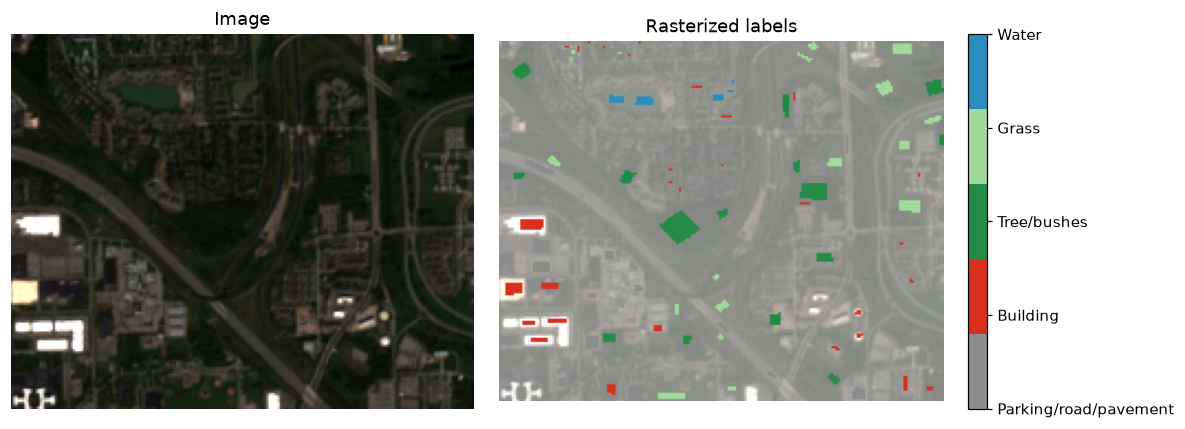 Image
Rasterized labels
Water
Grass
Tree/bushes
Building
Parking/road/pavement